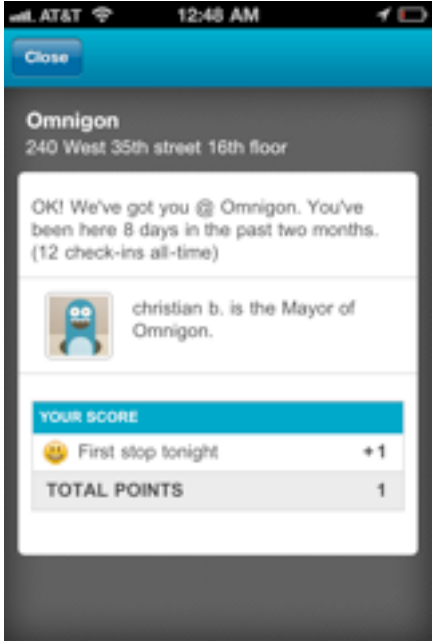 AT&T 12:48 AM
Close
Omnigon
240 West 35th street 16th floor
OK! We've got you @ Omnigon. You've
been here 8 days in the past two months.
(12 check-ins all-time)
christian b. is the Mayor of
Omnigon.
YOUR SCORE
First stop tonight +1
TOTAL POINTS 1